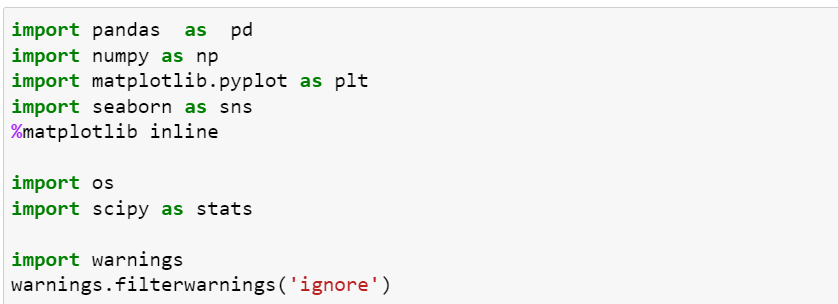 import pandas  as  pd
import numpy as np
import matplotlib.pyplot as plt
import seaborn as sns
%matplotlib inline
import os
import scipy as stats
import warnings
warnings.filterwarnings('ignore')